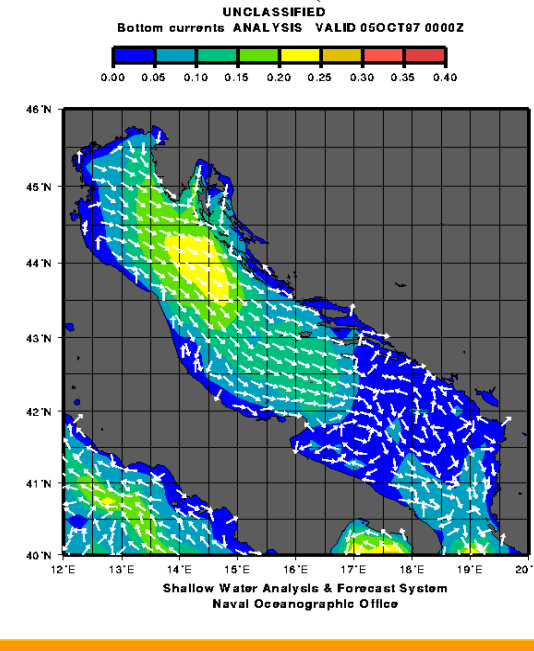 UNCLASSIFIED
Bottom currents ANALYSIS VALID 05OCT97 0000Z
0.00 0.05 0.10 0.15 0.20 0.25 0.30 0.35 0.40
46°N
45°N
44°N
43°N
42°N
41°N
40°N
12°E 13°E 14°E 15°E 16°E 17°E 18°E 19°E 20°
Shallow Water Analysis & Forecast System
Naval Oceanographic Office